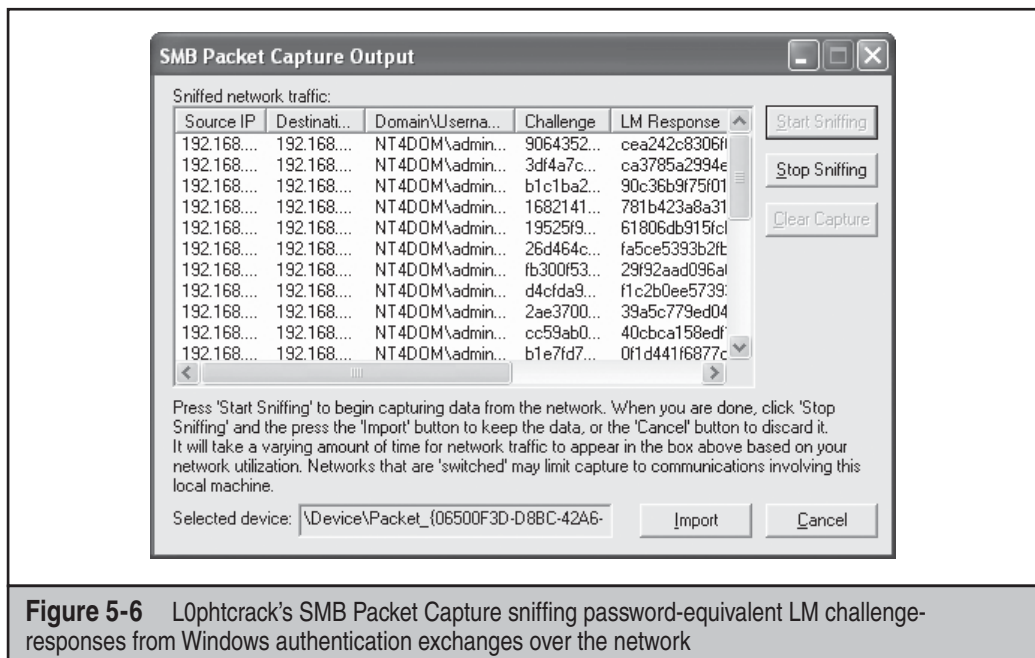 SMB Packet Capture Output
Sniffed network traffic:
Source IP Destinati... Domain\Userna... Challenge LM Response
192.168.... 192.168.... NT4DOM\admin... 9064352... cea242c8306f
192.168.... 192.168.... NT4DOM\admin... 3df4a7c... ca3785a2994e
192.168.... 192.168.... NT4DOM\admin... b1c1ba2... 90c36b9f75f01
192.168.... 192.168.... NT4DOM\admin... 1682141... 781b423a8a31
192.168.... 192.168.... NT4DOM\admin... 19525f9... 61806db915fc
192.168.... 192.168.... NT4DOM\admin... 26d464c... fa5ce5393b2fb
192.168.... 192.168.... NT4DOM\admin... fb300f53... 29f92aad096a
192.168.... 192.168.... NT4DOM\admin... d4cfda9... f1c2b0ee5739
192.168.... 192.168.... NT4DOM\admin... 2ae3700... 39a5c779ed04
192.168.... 192.168.... NT4DOM\admin... cc59ab0... 40cbca158edf
192.168.... 192.168.... NT4DOM\admin... b1e7fd7... 0f1d441f6877c
Start Sniffing
Stop Sniffing
Clear Capture
Press 'Start Sniffing' to begin capturing data from the network. When you are done, click 'Stop
Sniffing' and the press the 'Import' button to keep the data, or the 'Cancel' button to discard it.
It will take a varying amount of time for network traffic to appear in the box above based on your
network utilization. Networks that are 'switched' may limit capture to communications involving this
local machine.
Selected device: \Device\Packet_{06500F3D-D8BC-42A6-
Import
Cancel
Figure 5-6 L0phtcrack's SMB Packet Capture sniffing password-equivalent LM challenge-
responses from Windows authentication exchanges over the network